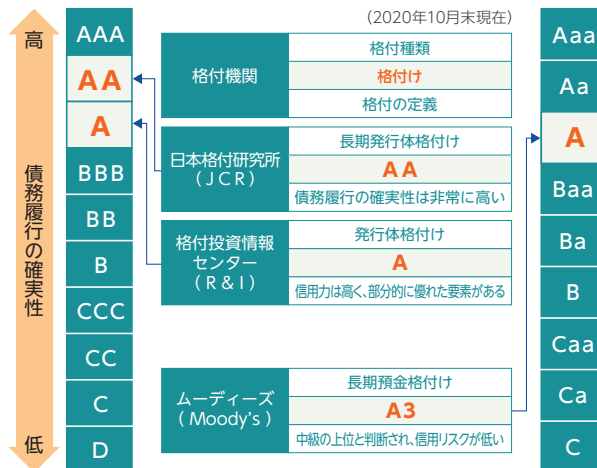 (2020年10月末現在)
高
債務履行の確実性
低
AAA
AA
A
BBB
BB
B
CCC
CC
C
D
格付機関
格付種類
格付け
格付の定義
日本格付研究所
(JCR)
長期発行体格付け
AA
債務履行の確実性は非常に高い
格付投資情報
センター
(R&I)
発行体格付け
A
信用力は高く、部分的に優れた要素がある
ムーディーズ
(Moody's)
長期預金格付け
A3
中級の上位と判断され、信用リスクが低い
Aaa
Aa
A
Baa
Ba
B
Caa
Ca
C